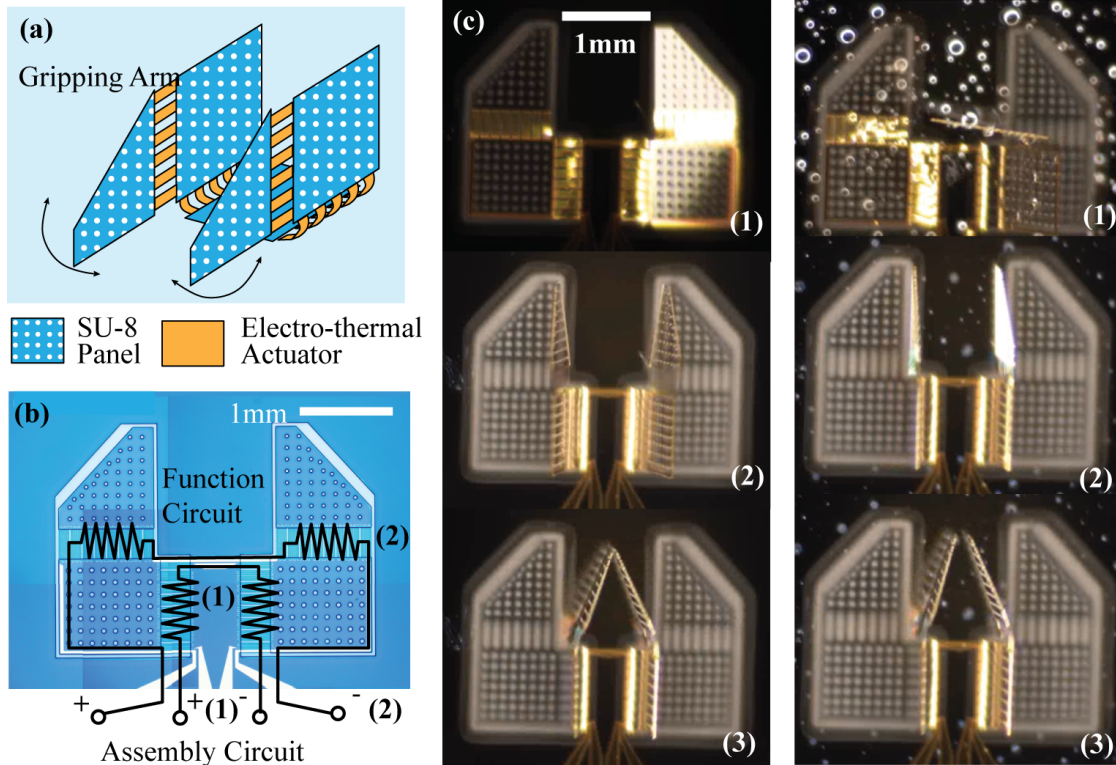 (a)
Gripping Arm
SU-8
Panel
Electro-thermal
Actuator
(b)
1mm
Function
Circuit
(2)
(1)
+
+
(1)
-
-
(2)
Assembly Circuit
(c)
1mm
(1)
(1)
(2)
(2)
(3)
(3)